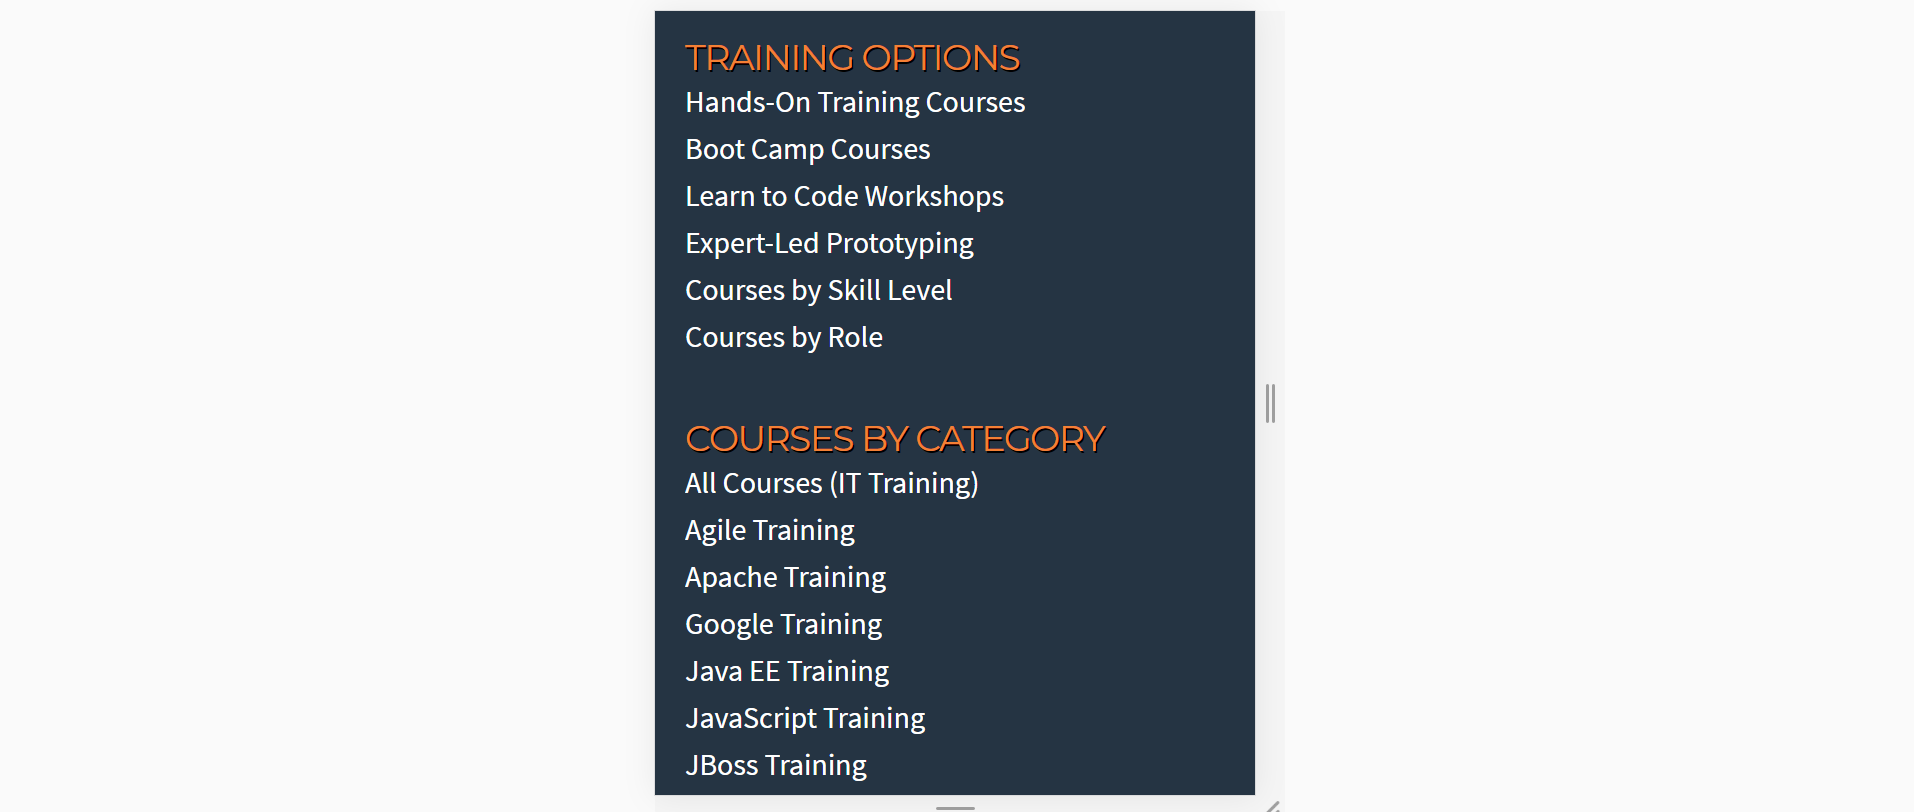 TRAINING OPTIONS
Hands-On Training Courses
Boot Camp Courses
Learn to Code Workshops
Expert-Led Prototyping
Courses by Skill Level
Courses by Role
COURSES BY CATEGORY
All Courses (IT Training)
Agile Training
Apache Training
Google Training
Java EE Training
JavaScript Training
JBoss Training